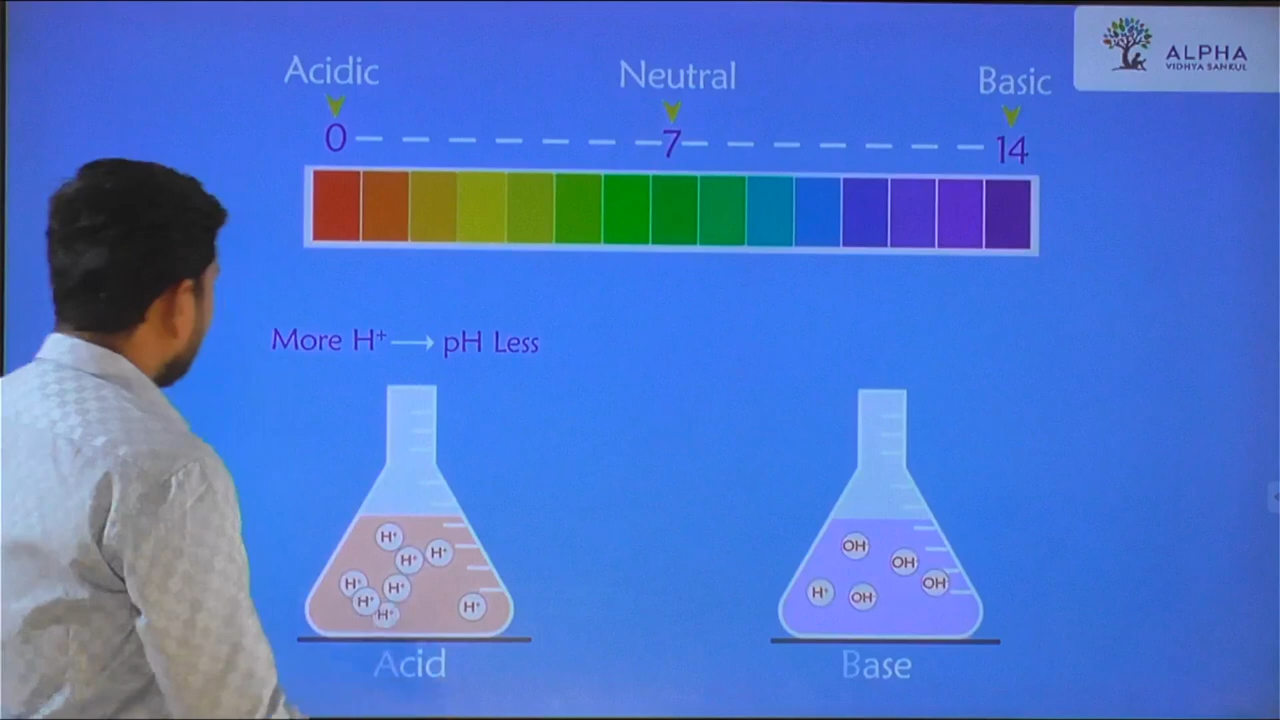 ALPHA
VIDHYA SANKUL
Acidic
Neutral
Basic
0
7
14
More H⁺ → pH Less
H⁺
H⁺
H⁺
H⁺
H⁺
H⁺
H⁺
H⁺
OH
OH
OH
H⁺
OH
Acid
Base